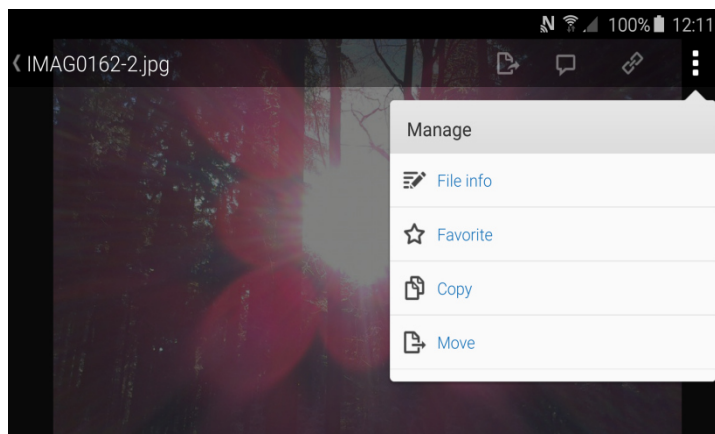 100% 12:11
IMAG0162-2.jpg
Manage
File info
Favorite
Copy
Move